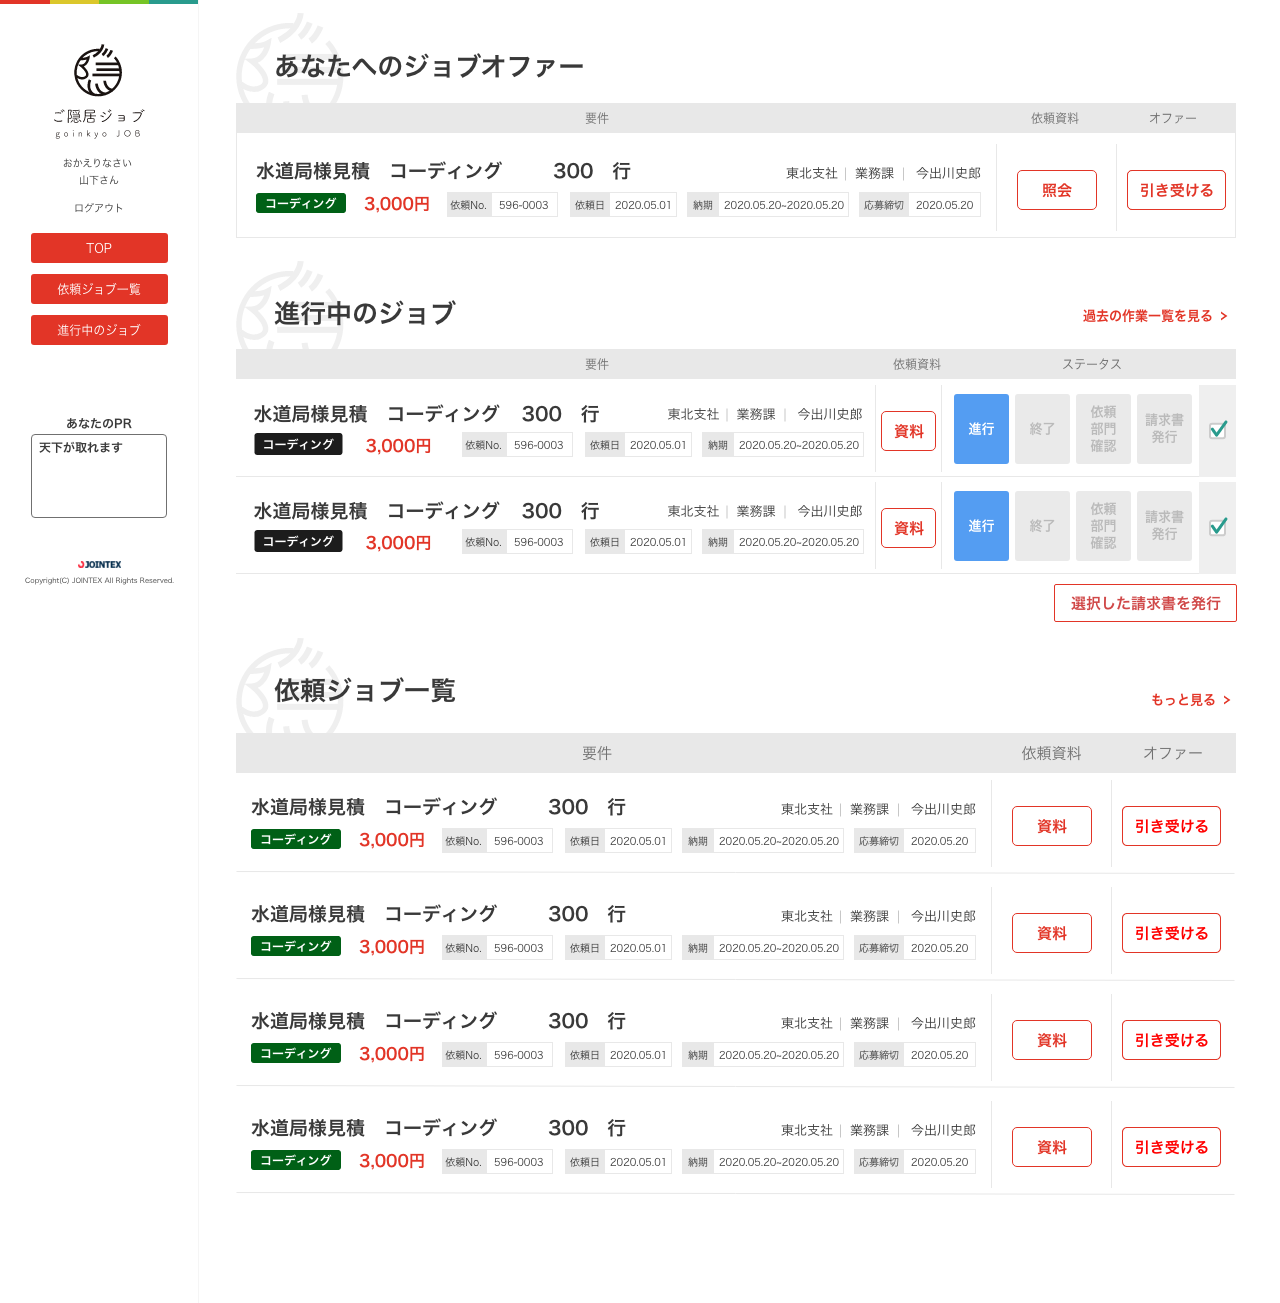 ご隠居ジョブ
goinkyo JOB
おかえりなさい
山下さん
ログアウト
TOP
依頼ジョブ一覧
進行中のジョブ
あなたのPR
天下が取れます
JOINTEX
Copyright(C) JOINTEX All Rights Reserved.
あなたへのジョブオファー
要件 依頼資料 オファー
水道局様見積 コーディング 300 行 東北支社 業務課 今出川史郎
コーディング 3,000円 依頼No. 596-0003 依頼日 2020.05.01 納期 2020.05.20~2020.05.20 応募締切 2020.05.20
照会 引き受ける
進行中のジョブ
過去の作業一覧を見る >
要件 依頼資料 ステータス
水道局様見積 コーディング 300 行 東北支社 業務課 今出川史郎
コーディング 3,000円 依頼No. 596-0003 依頼日 2020.05.01 納期 2020.05.20~2020.05.20
資料 進行 終了
依頼
部門
確認
請求書
発行
水道局様見積 コーディング 300 行 東北支社 業務課 今出川史郎
コーディング 3,000円 依頼No. 596-0003 依頼日 2020.05.01 納期 2020.05.20~2020.05.20
資料 進行 終了
依頼
部門
確認
請求書
発行
選択した請求書を発行
依頼ジョブ一覧
もっと見る >
要件 依頼資料 オファー
水道局様見積 コーディング 300 行 東北支社 業務課 今出川史郎
コーディング 3,000円 依頼No. 596-0003 依頼日 2020.05.01 納期 2020.05.20~2020.05.20 応募締切 2020.05.20
資料 引き受ける
水道局様見積 コーディング 300 行 東北支社 業務課 今出川史郎
コーディング 3,000円 依頼No. 596-0003 依頼日 2020.05.01 納期 2020.05.20~2020.05.20 応募締切 2020.05.20
資料 引き受ける
水道局様見積 コーディング 300 行 東北支社 業務課 今出川史郎
コーディング 3,000円 依頼No. 596-0003 依頼日 2020.05.01 納期 2020.05.20~2020.05.20 応募締切 2020.05.20
資料 引き受ける
水道局様見積 コーディング 300 行 東北支社 業務課 今出川史郎
コーディング 3,000円 依頼No. 596-0003 依頼日 2020.05.01 納期 2020.05.20~2020.05.20 応募締切 2020.05.20
資料 引き受ける